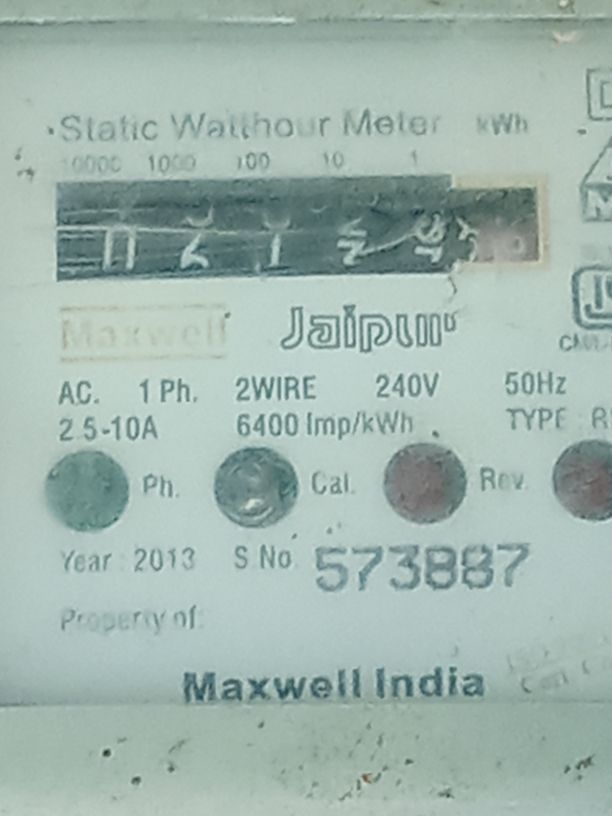 Static Watthour Meter kWh
10000 1000 100 10 1
Maxwell Jaipur
AC. 1 Ph. 2WIRE 240V 50Hz
2.5-10A 6400 Imp/kWh TYPE : R
Ph. Cal. Rev.
Year : 2013 S.No. 573887
Property of:
Maxwell India